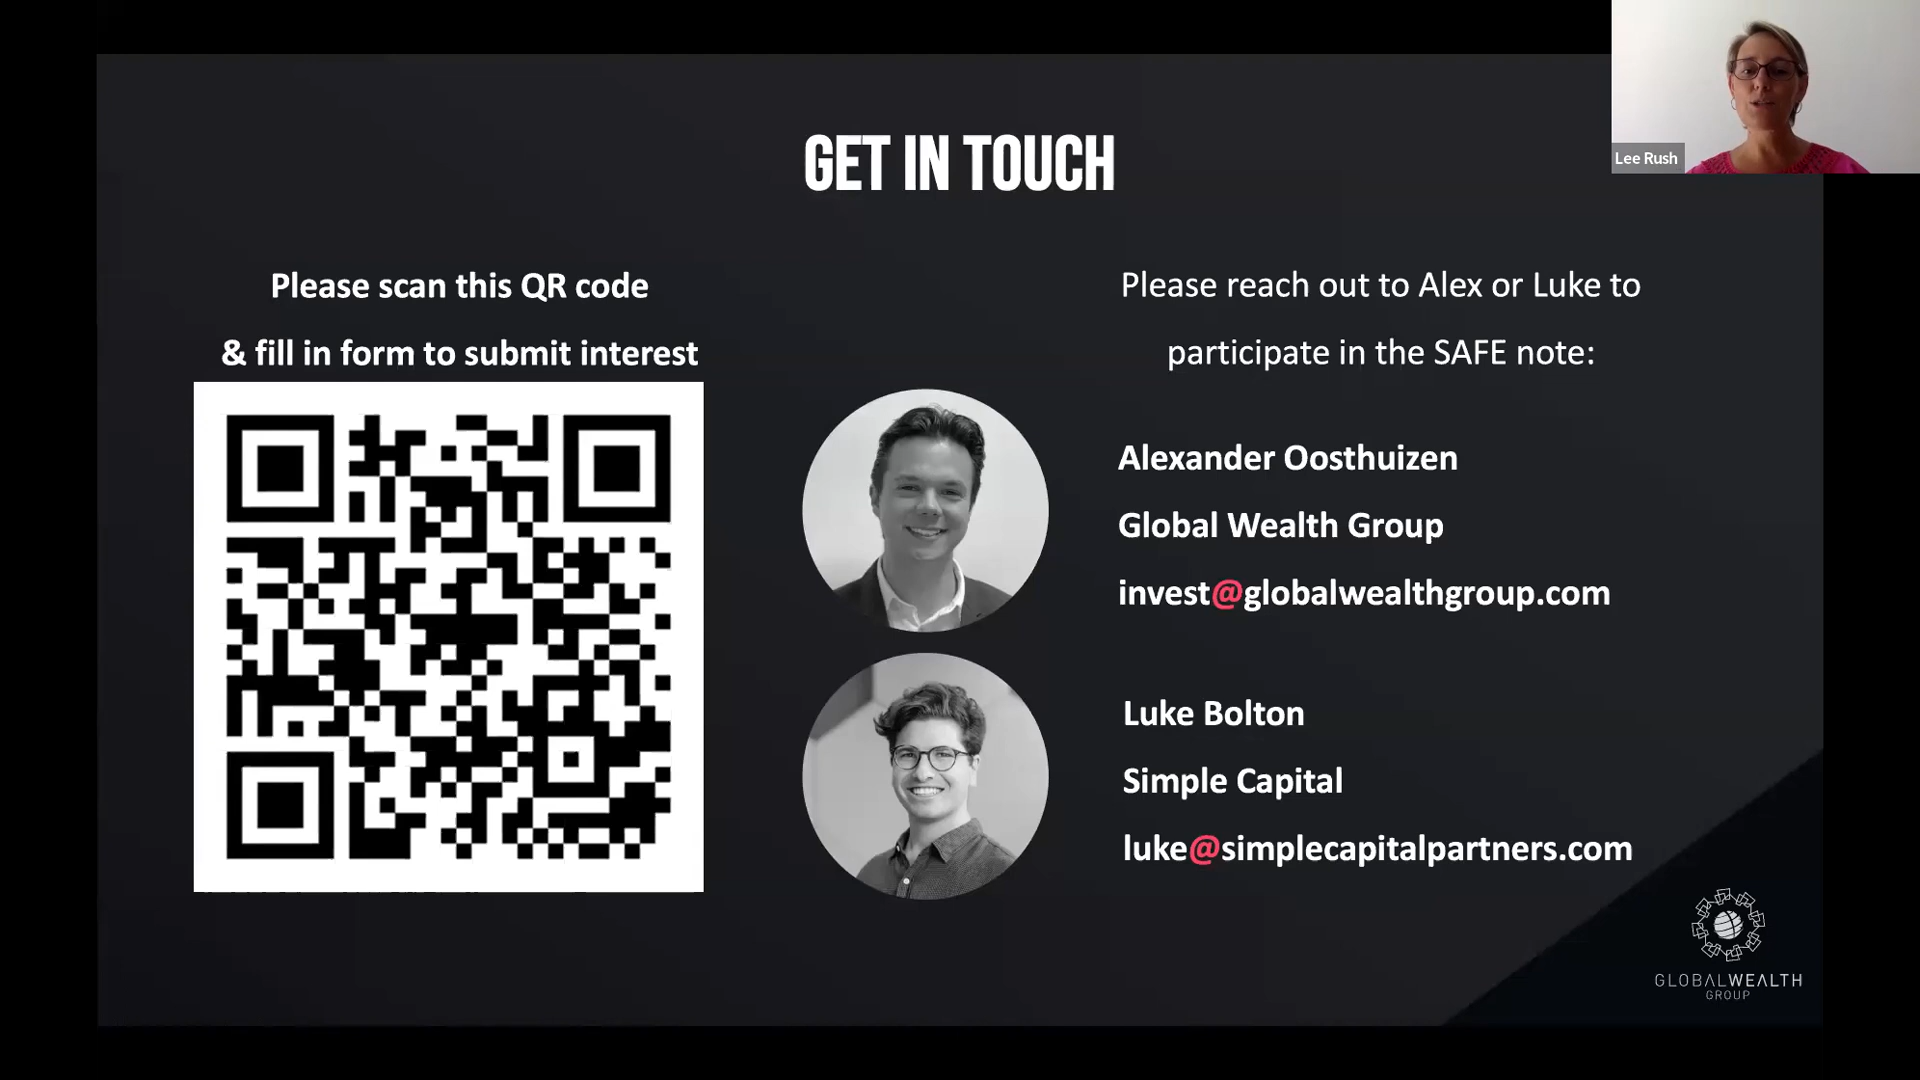 Lee Rush
GET IN TOUCH
Please scan this QR code
& fill in form to submit interest
Please reach out to Alex or Luke to
participate in the SAFE note:
Alexander Oosthuizen
Global Wealth Group
invest@globalwealthgroup.com
Luke Bolton
Simple Capital
luke@simplecapitalpartners.com
GLOBALWEALTH
GROUP